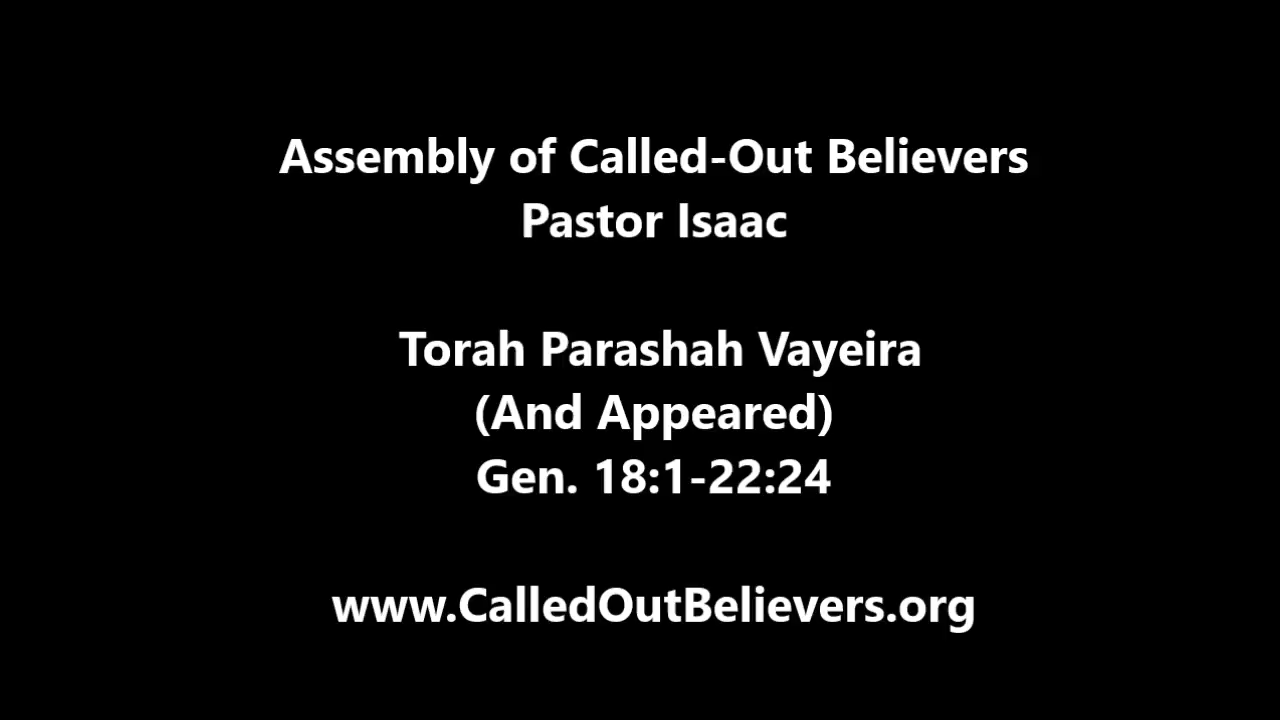 Assembly of Called-Out Believers
Pastor Isaac
Torah Parashah Vayeira
(And Appeared)
Gen. 18:1-22:24
www.CalledOutBelievers.org